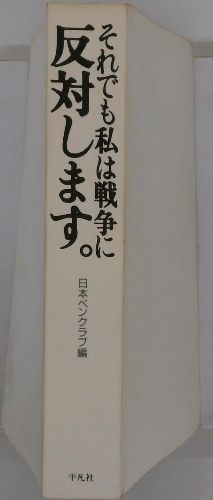 それでも私は戦争に
反対します。
日本ペンクラブ編
平凡社